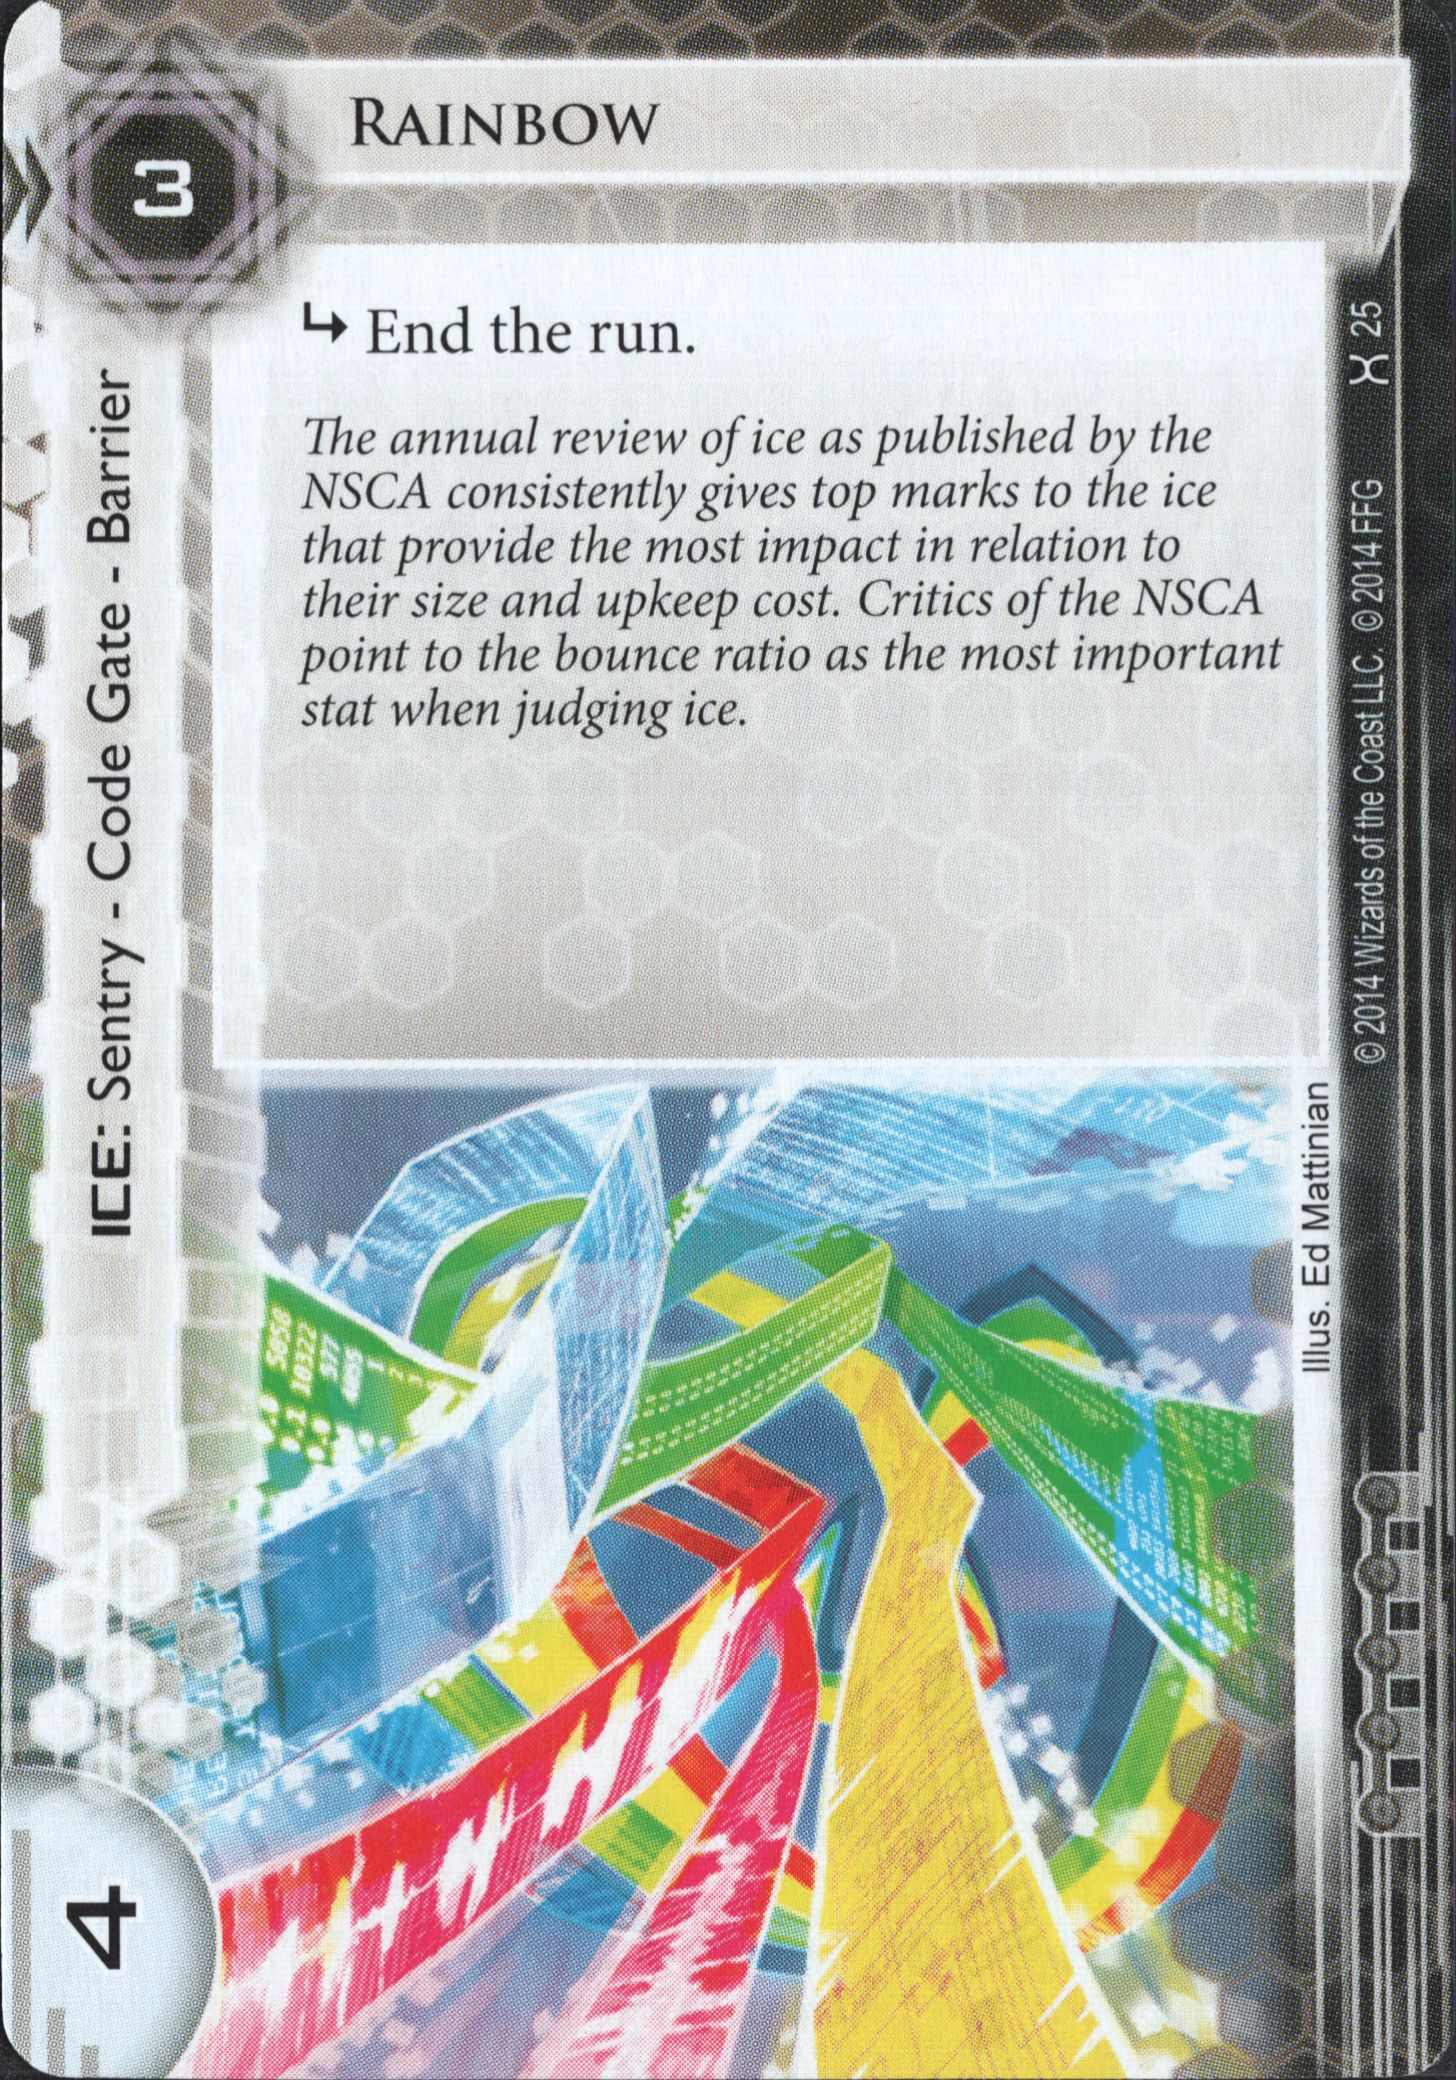 3
RAINBOW
End the run.
The annual review of ice as published by the
NSCA consistently gives top marks to the ice
that provide the most impact in relation to
their size and upkeep cost. Critics of the NSCA
point to the bounce ratio as the most important
stat when judging ice.
ICE: Sentry - Code Gate - Barrier
4
Illus. Ed Mattinian
© 2014 Wizards of the Coast LLC. © 2014 FFG 25